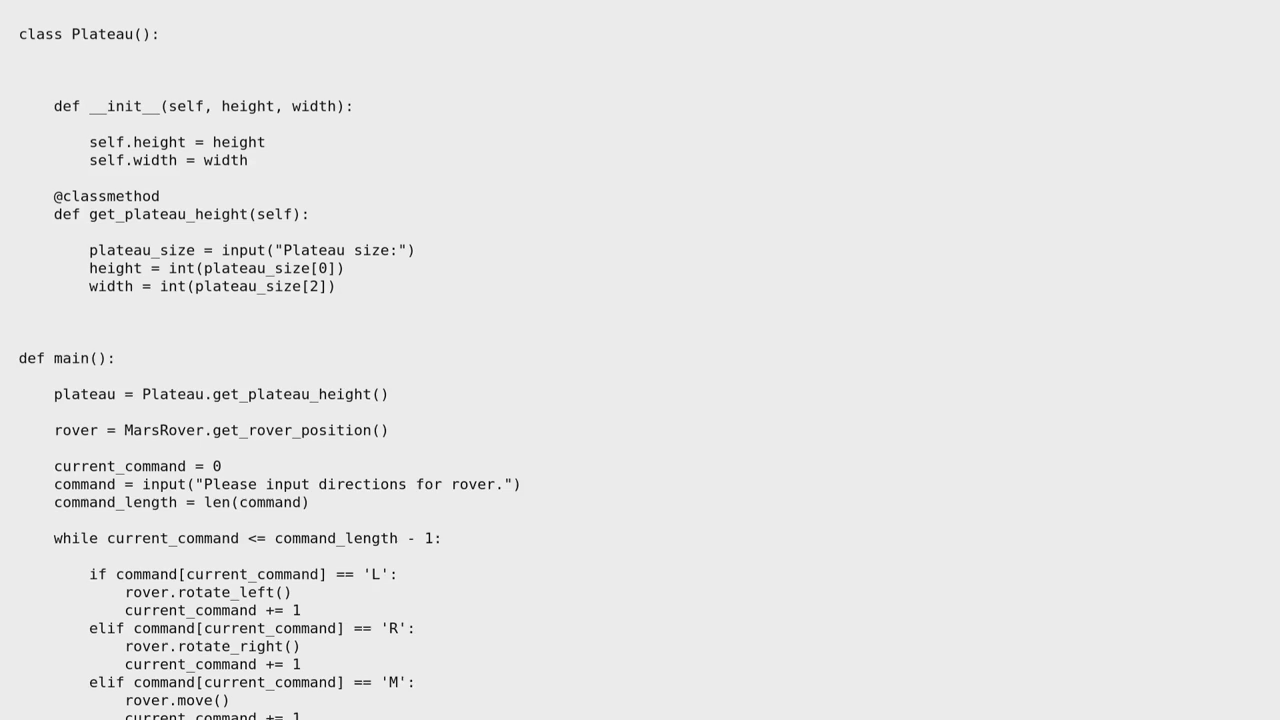 class Plateau():
def __init__(self, height, width):
self.height = height
self.width = width
@classmethod
def get_plateau_height(self):
plateau_size = input("Plateau size:")
height = int(plateau_size[0])
width = int(plateau_size[2])
def main():
plateau = Plateau.get_plateau_height()
rover = MarsRover.get_rover_position()
current_command = 0
command = input("Please input directions for rover.")
command_length = len(command)
while current_command <= command_length - 1:
if command[current_command] == 'L':
rover.rotate_left()
current_command += 1
elif command[current_command] == 'R':
rover.rotate_right()
current_command += 1
elif command[current_command] == 'M':
rover.move()
current_command += 1